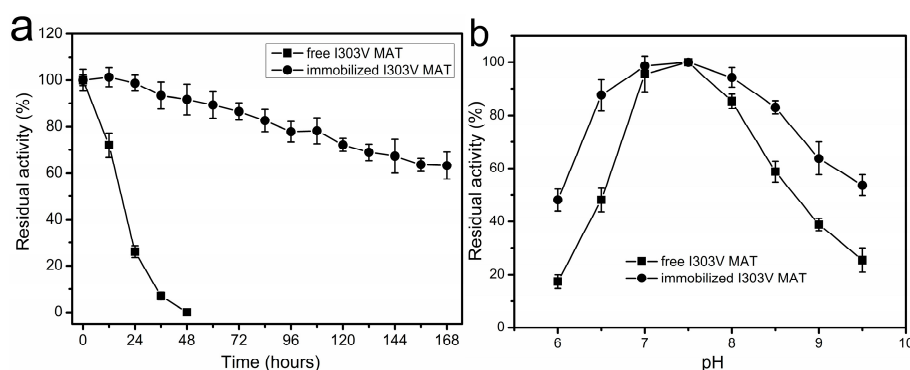 a
120
100
80
60
40
20
0
Residual activity (%)
free I303V MAT
immobilized I303V MAT
0 24 48 72 96 120 144 168
Time (hours)
b
100
80
60
40
20
0
Residual activity (%)
free I303V MAT
immobilized I303V MAT
6 7 8 9 10
pH